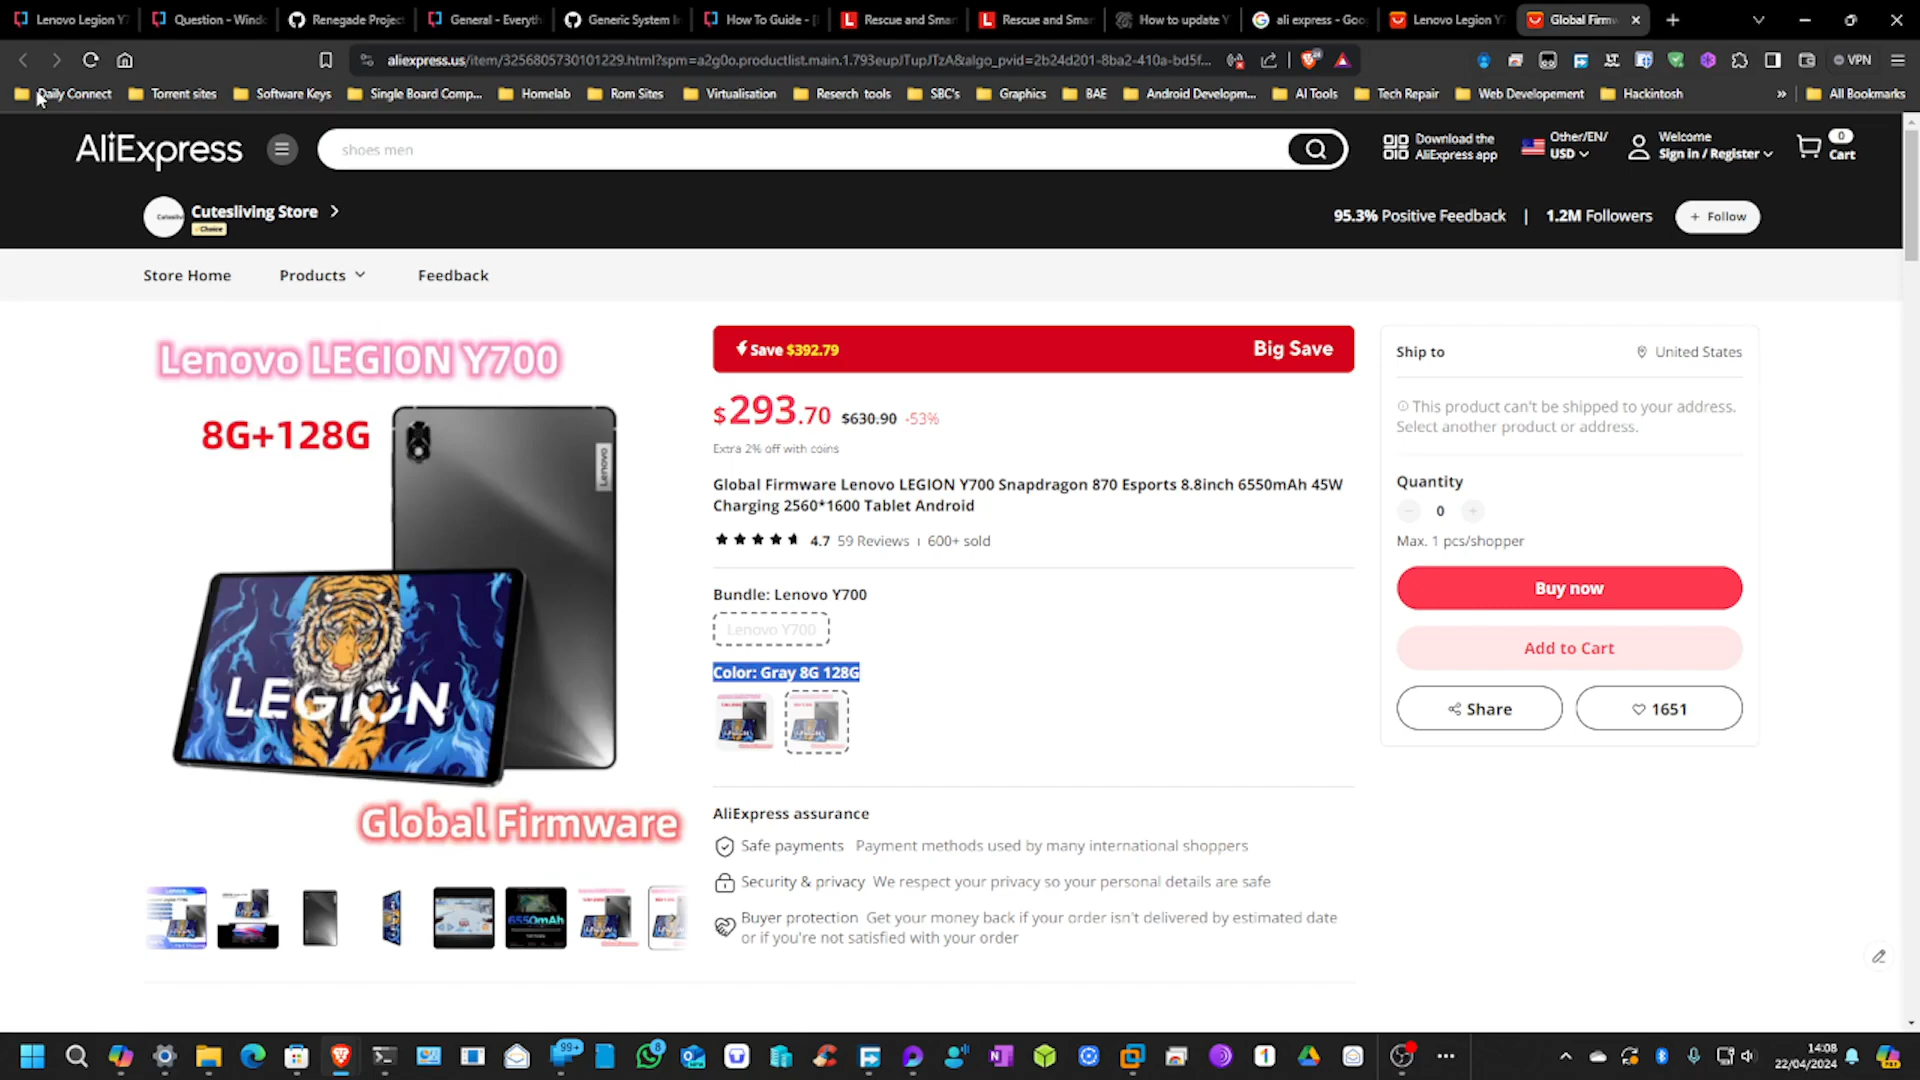 Lenovo Legion Y7
Question - Windo
Renegade Projec
General - Everyth
Generic System In
How To Guide - [
Rescue and Smar
Rescue and Smar
How to update Y
ali express - Goo
Lenovo Legion Y7
Global Firmw
aliexpress.us/item/3256805730101229.html?spm=a2g0o.productlist.main.1.793eupJTupJTzA&algo_pvid=2b24d201-8ba2-410a-bd5f...
VPN
Daily Connect
Torrent sites
Software Keys
Single Board Comp...
Homelab
Rom Sites
Virtualisation
Reserch tools
SBC's
Graphics
BAE
Android Developm...
AI Tools
Tech Repair
Web Developement
Hackintosh
»
All Bookmarks
AliExpress
shoes men
Download the
AliExpress app
Other/EN/
USD
Welcome
Sign in / Register
0
Cart
Cutesliving Store
Choice
95.3% Positive Feedback | 1.2M Followers
+ Follow
Store Home
Products
Feedback
Lenovo LEGION Y700
8G+128G
Lenovo
LEGION
Global Firmware
6550mAh
Save $392.79
Big Save
$293.70 $630.90 -53%
Extra 2% off with coins
Global Firmware Lenovo LEGION Y700 Snapdragon 870 Esports 8.8inch 6550mAh 45W
Charging 2560*1600 Tablet Android
4.7 59 Reviews 600+ sold
Bundle: Lenovo Y700
Lenovo Y700
Color: Gray 8G 128G
AliExpress assurance
Safe payments Payment methods used by many international shoppers
Security & privacy We respect your privacy so your personal details are safe
Buyer protection Get your money back if your order isn't delivered by estimated date
or if you're not satisfied with your order
Ship to
United States
This product can't be shipped to your address.
Select another product or address.
Quantity
- 0 +
Max. 1 pcs/shopper
Buy now
Add to Cart
Share
1651
99+
8
14:08
22/04/2024